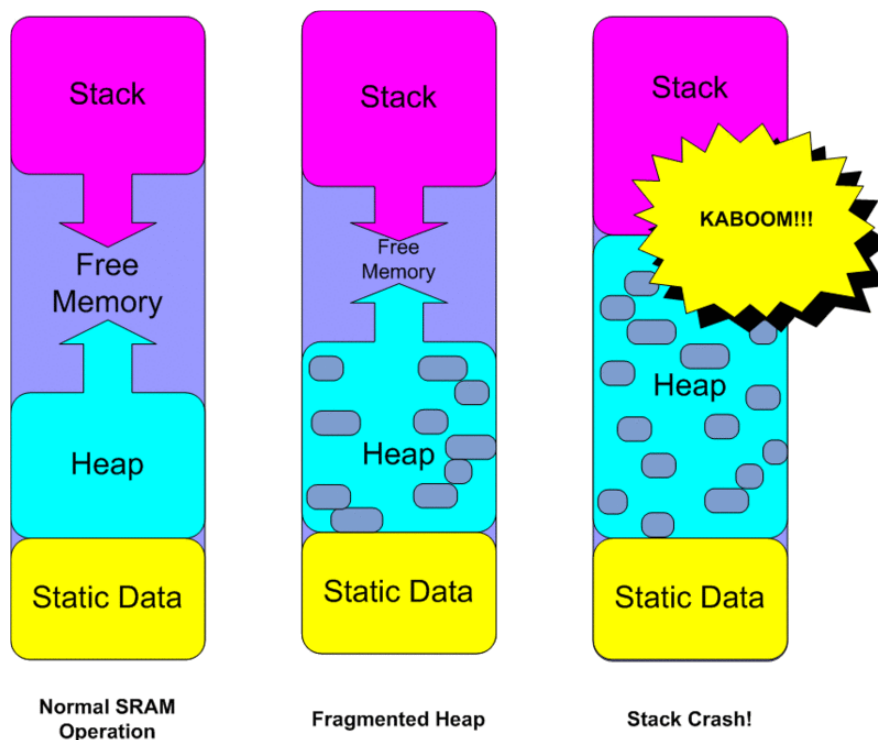 Stack
Free
Memory
Heap
Static Data
Normal SRAM
Operation
Stack
Free
Memory
Heap
Static Data
Fragmented Heap
Stack
KABOOM!!!
Heap
Static Data
Stack Crash!